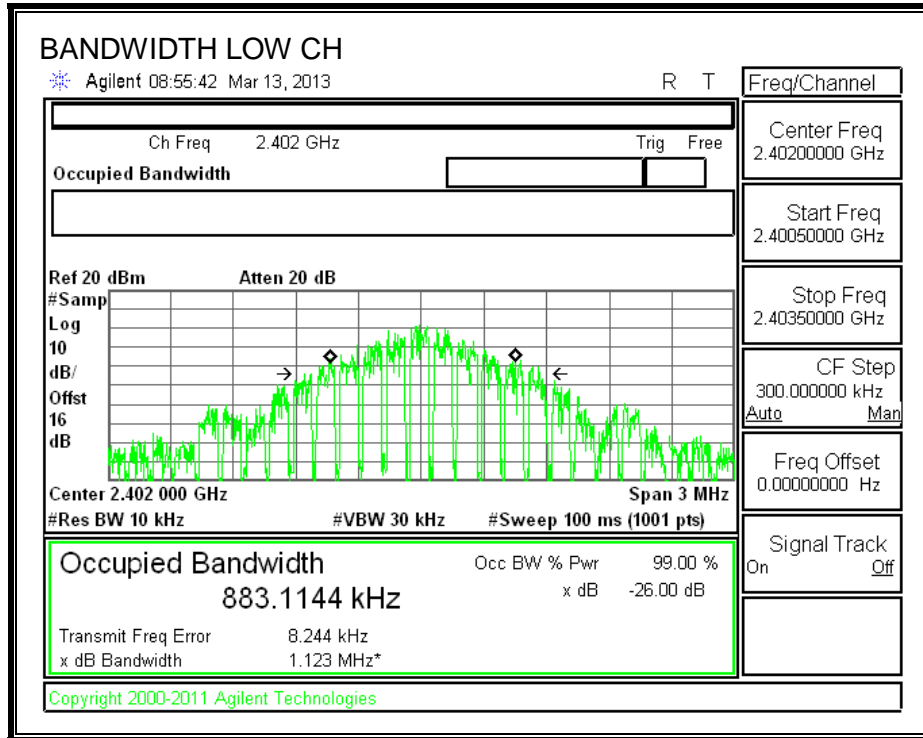 BANDWIDTH LOW CH
Agilent 08:55:42 Mar 13, 2013 R T
Freq/Channel
Ch Freq 2.402 GHz Trig Free
Occupied Bandwidth
Center Freq
2.40200000 GHz
Start Freq
2.40050000 GHz
Stop Freq
2.40350000 GHz
CF Step
300.000000 kHz
Auto Man
Freq Offset
0.00000000 Hz
Signal Track
On Off
Ref 20 dBm Atten 20 dB
#Samp
Log
10
dB/
Offst
16
dB
Center 2.402 000 GHz Span 3 MHz
#Res BW 10 kHz #VBW 30 kHz #Sweep 100 ms (1001 pts)
Occupied Bandwidth Occ BW % Pwr 99.00 %
883.1144 kHz x dB -26.00 dB
Transmit Freq Error 8.244 kHz
x dB Bandwidth 1.123 MHz*
Copyright 2000-2011 Agilent Technologies